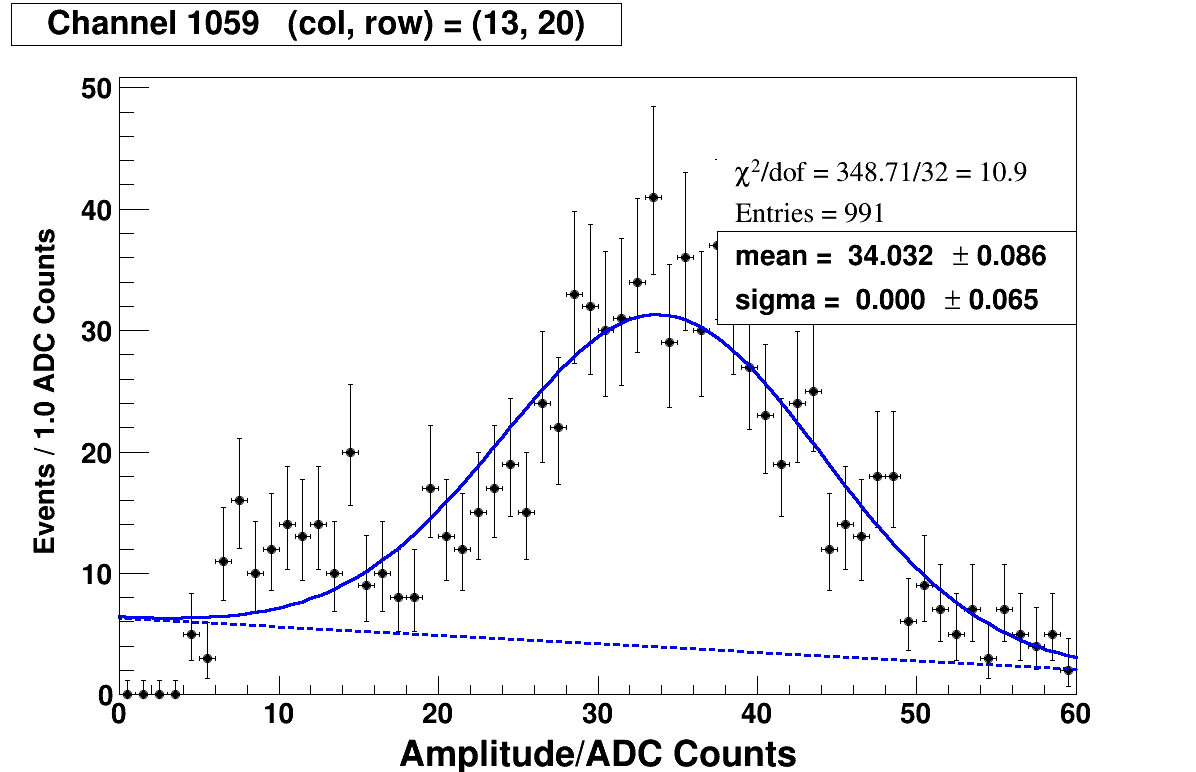 Channel 1059 (col, row) = (13, 20)
50
40
30
20
10
0
Events / 1.0 ADC Counts
χ²/dof = 348.71/32 = 10.9
Entries = 991
mean = 34.032 ± 0.086
sigma = 0.000 ± 0.065
0 10 20 30 40 50 60
Amplitude/ADC Counts